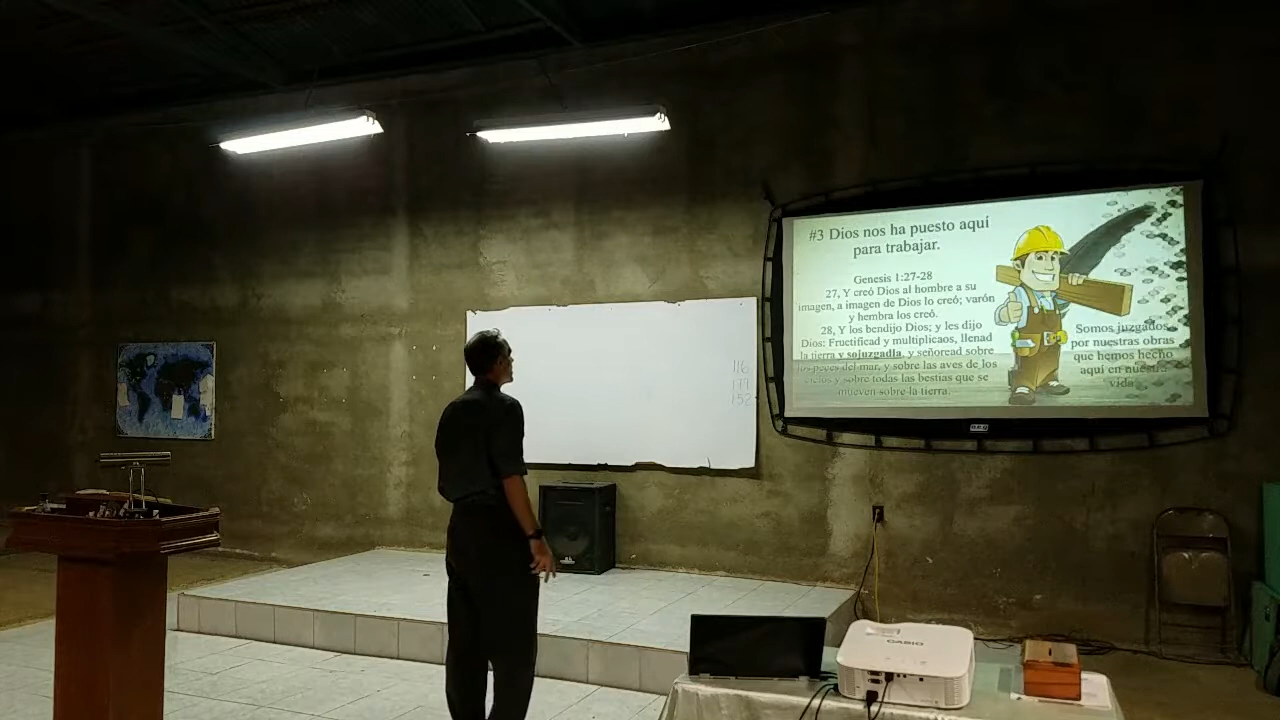 #3 Dios nos ha puesto aquí
para trabajar.
Genesis 1:27-28
27, Y creó Dios al hombre a su
imagen, a imagen de Dios lo creó; varón
y hembra los creó.
28, Y los bendijo Dios; y les dijo
Dios: Fructificad y multiplicaos, llenad
la tierra y sojuzgadla, y señoread sobre
los peces del mar, y sobre las aves de los
cielos y sobre todas las bestias que se
mueven sobre la tierra.
Somos juzgados
por nuestras obras
que hemos hecho
aquí en nuestra
vida
116
152
CASIO